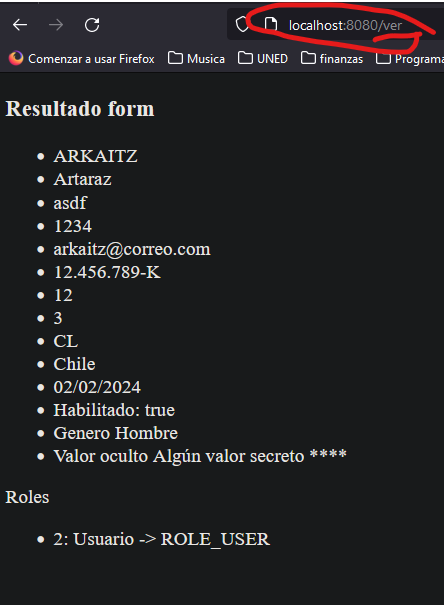 localhost:8080/ver
Comenzar a usar Firefox Musica UNED finanzas Programa
Resultado form
ARKAITZ
Artaraz
asdf
1234
arkaitz@correo.com
12.456.789-K
12
3
CL
Chile
02/02/2024
Habilitado: true
Genero Hombre
Valor oculto Algún valor secreto ****
Roles
2: Usuario -> ROLE_USER